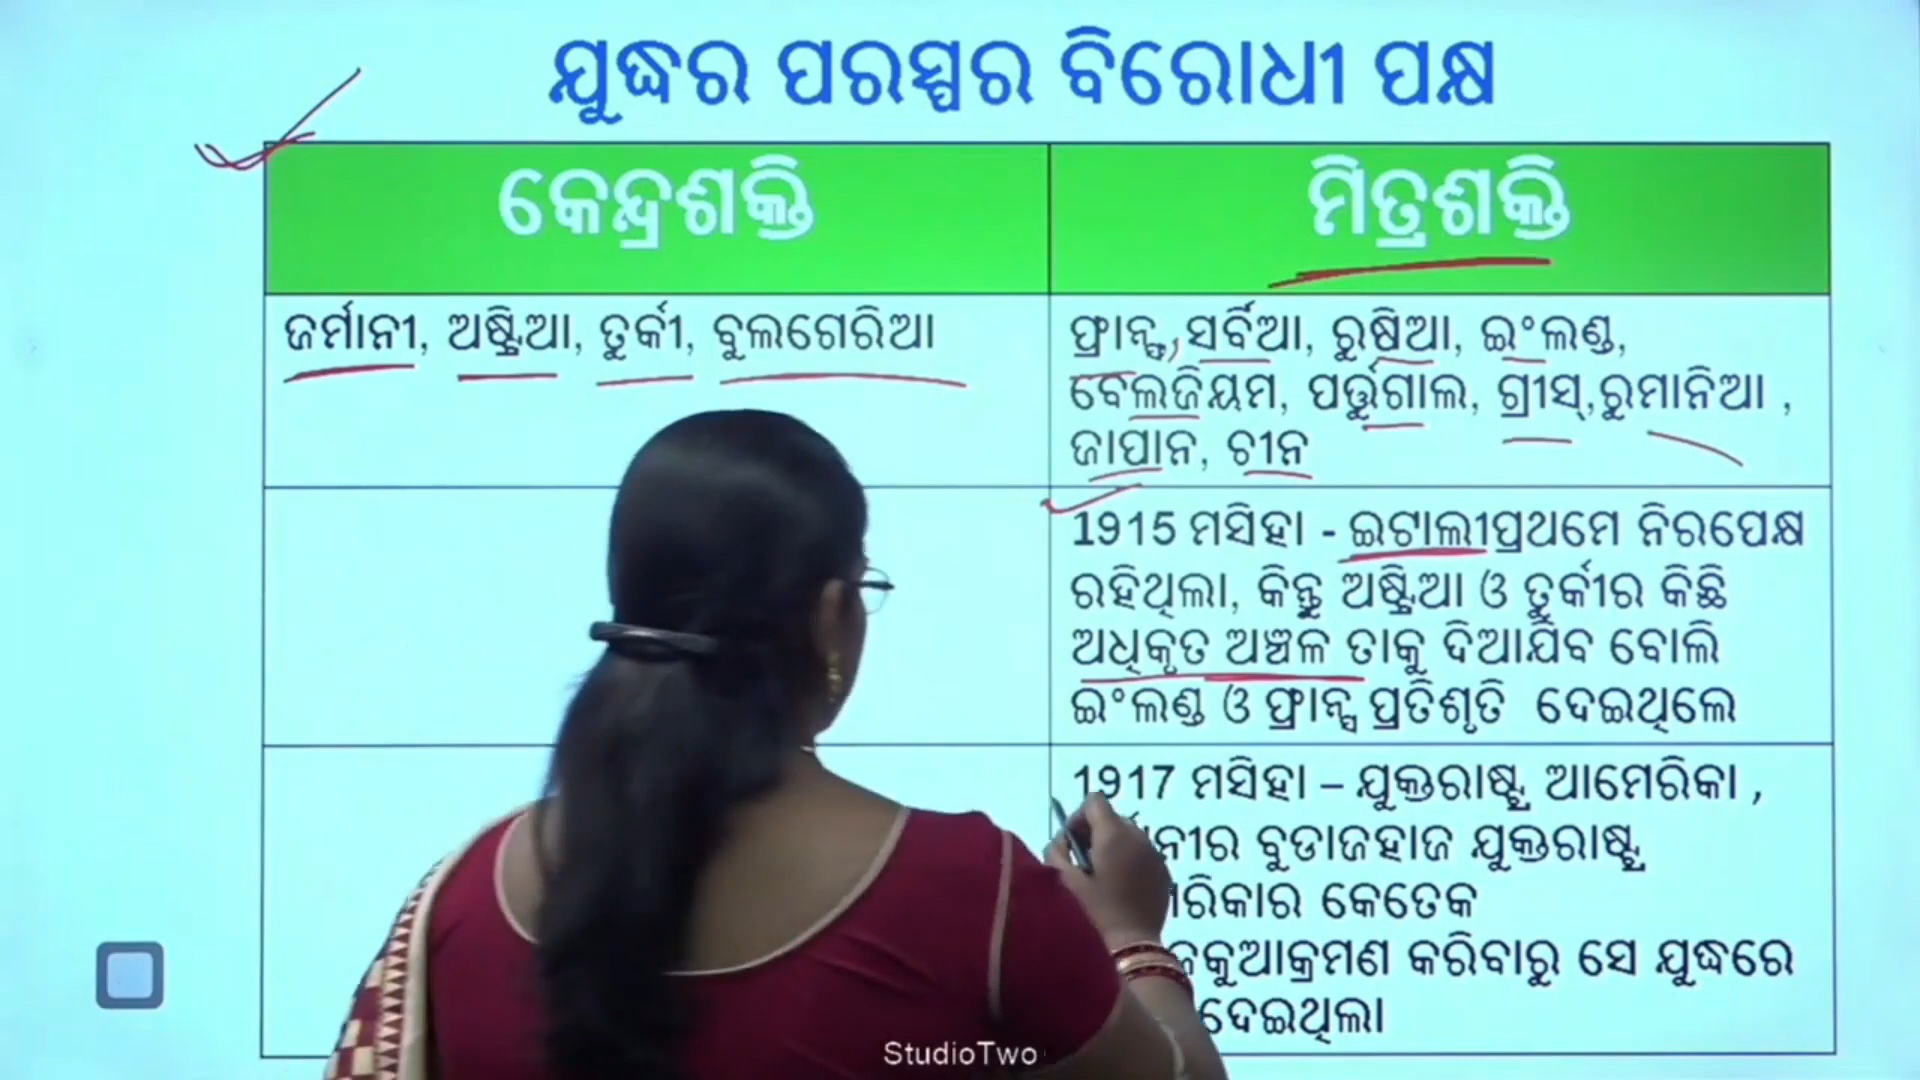 ଯୁଦ୍ଧର ପରସ୍ପର ବିରୋଧୀ ପକ୍ଷ
କେନ୍ଦ୍ରଶକ୍ତି
ମିତ୍ରଶକ୍ତି
ଜର୍ମାନୀ, ଅଷ୍ଟ୍ରିଆ, ତୁର୍କୀ, ବୁଲଗେରିଆ
ଫ୍ରାନ୍ସ,ସର୍ବିଆ, ରୁଷିଆ, ଇଂଲଣ୍ଡ,
ବେଲଜିୟମ, ପର୍ତ୍ତୁଗାଲ, ଗ୍ରୀସ୍,ରୁମାନିଆ ,
ଜାପାନ, ଚୀନ
1915 ମସିହା - ଇଟାଲୀପ୍ରଥମେ ନିରପେକ୍ଷ
ରହିଥିଲା, କିନ୍ତୁ ଅଷ୍ଟ୍ରିଆ ଓ ତୁର୍କୀର କିଛି
ଅଧିକୃତ ଅଞ୍ଚଳ ତାକୁ ଦିଆଯିବ ବୋଲି
ଇଂଲଣ୍ଡ ଓ ଫ୍ରାନ୍ସ ପ୍ରତିଶୃତି ଦେଇଥିଲେ
1917 ମସିହା – ଯୁକ୍ତରାଷ୍ଟ୍ର ଆମେରିକା ,
ବୁଡାଜହାଜ ଯୁକ୍ତରାଷ୍ଟ୍ର
କେତେକ
କରିବାରୁ ସେ ଯୁଦ୍ଧରେ
ଦେଇଥିଲା
StudioTwo